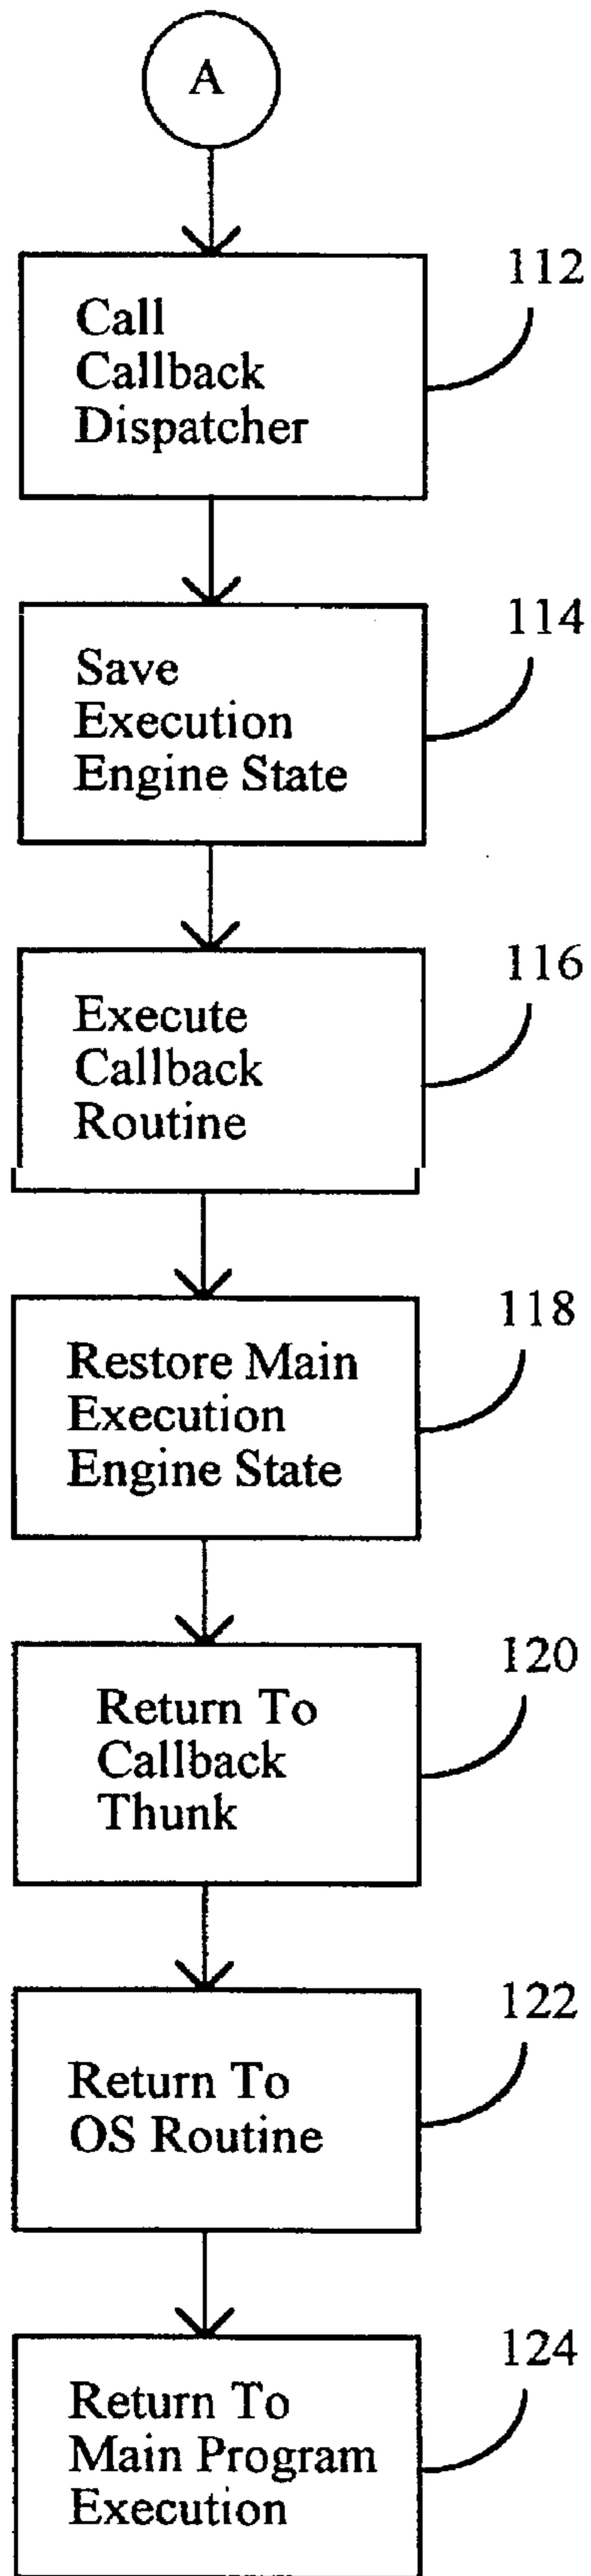 A
112
Call
Callback
Dispatcher
114
Save
Execution
Engine State
116
Execute
Callback
Routine
118
Restore Main
Execution
Engine State
120
Return To
Callback
Thunk
122
Return To
OS Routine
124
Return To
Main Program
Execution